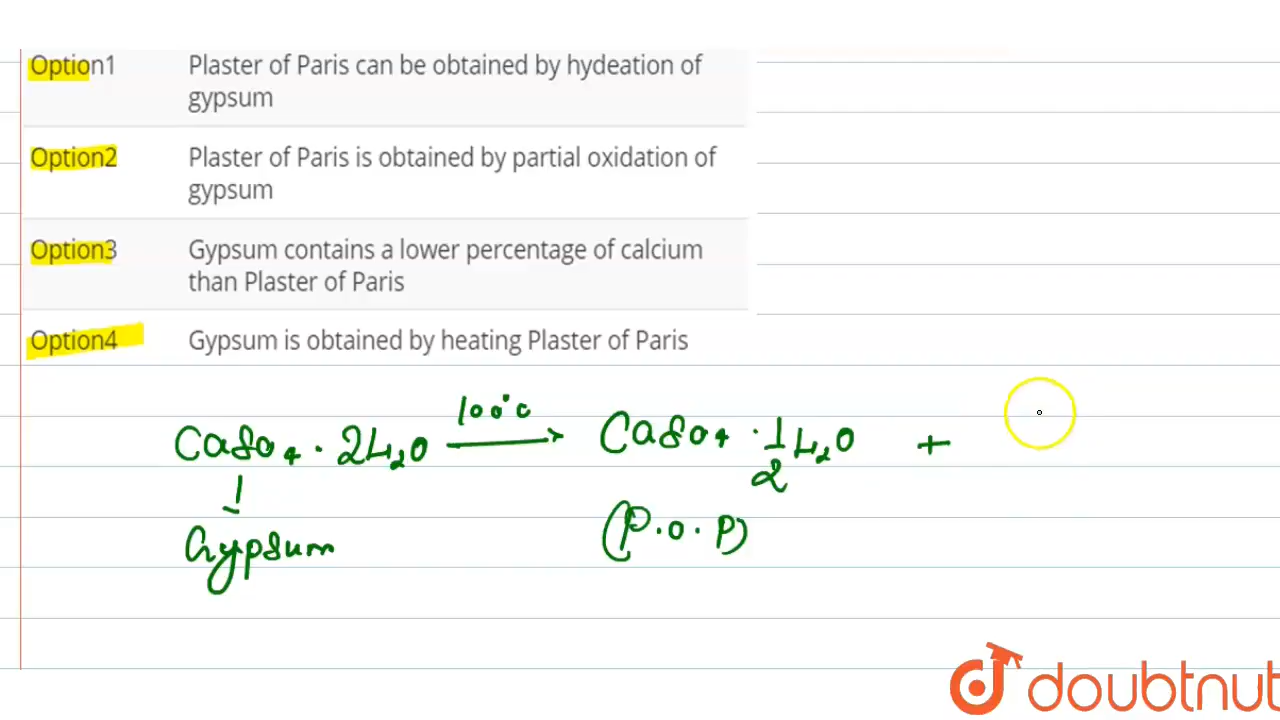 Option1 Plaster of Paris can be obtained by hydeation of
gypsum
Option2 Plaster of Paris is obtained by partial oxidation of
gypsum
Option3 Gypsum contains a lower percentage of calcium
than Plaster of Paris
Option4 Gypsum is obtained by heating Plaster of Paris
100°C
CaSO₄ · 2H₂O → CaSO₄ · 1/2 H₂O +
Gypsum (P.O.P)
doubtnut